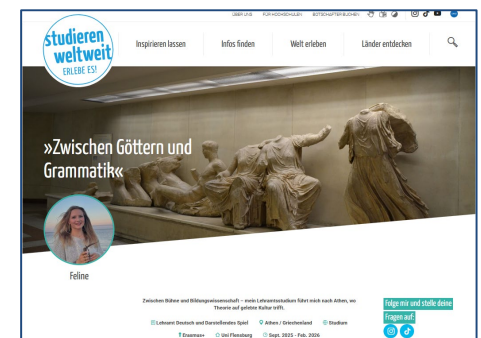 ÜBER UNS FÜR HOCHSCHULEN BOTSCHAFTER BUCHEN
studieren
weltweit
ERLEBE ES!
Inspirieren lassen Infos finden Welt erleben Länder entdecken
»Zwischen Göttern und
Grammatik«
Feline
Zwischen Bühne und Bildungswissenschaft – mein Lehramtsstudium führt mich nach Athen, wo
Theorie auf gelebte Kultur trifft.
Lehramt Deutsch und Darstellendes Spiel Athen / Griechenland Studium
Erasmus+ Uni Flensburg Sept. 2025 - Feb. 2026
Folge mir und stelle deine
Fragen auf: